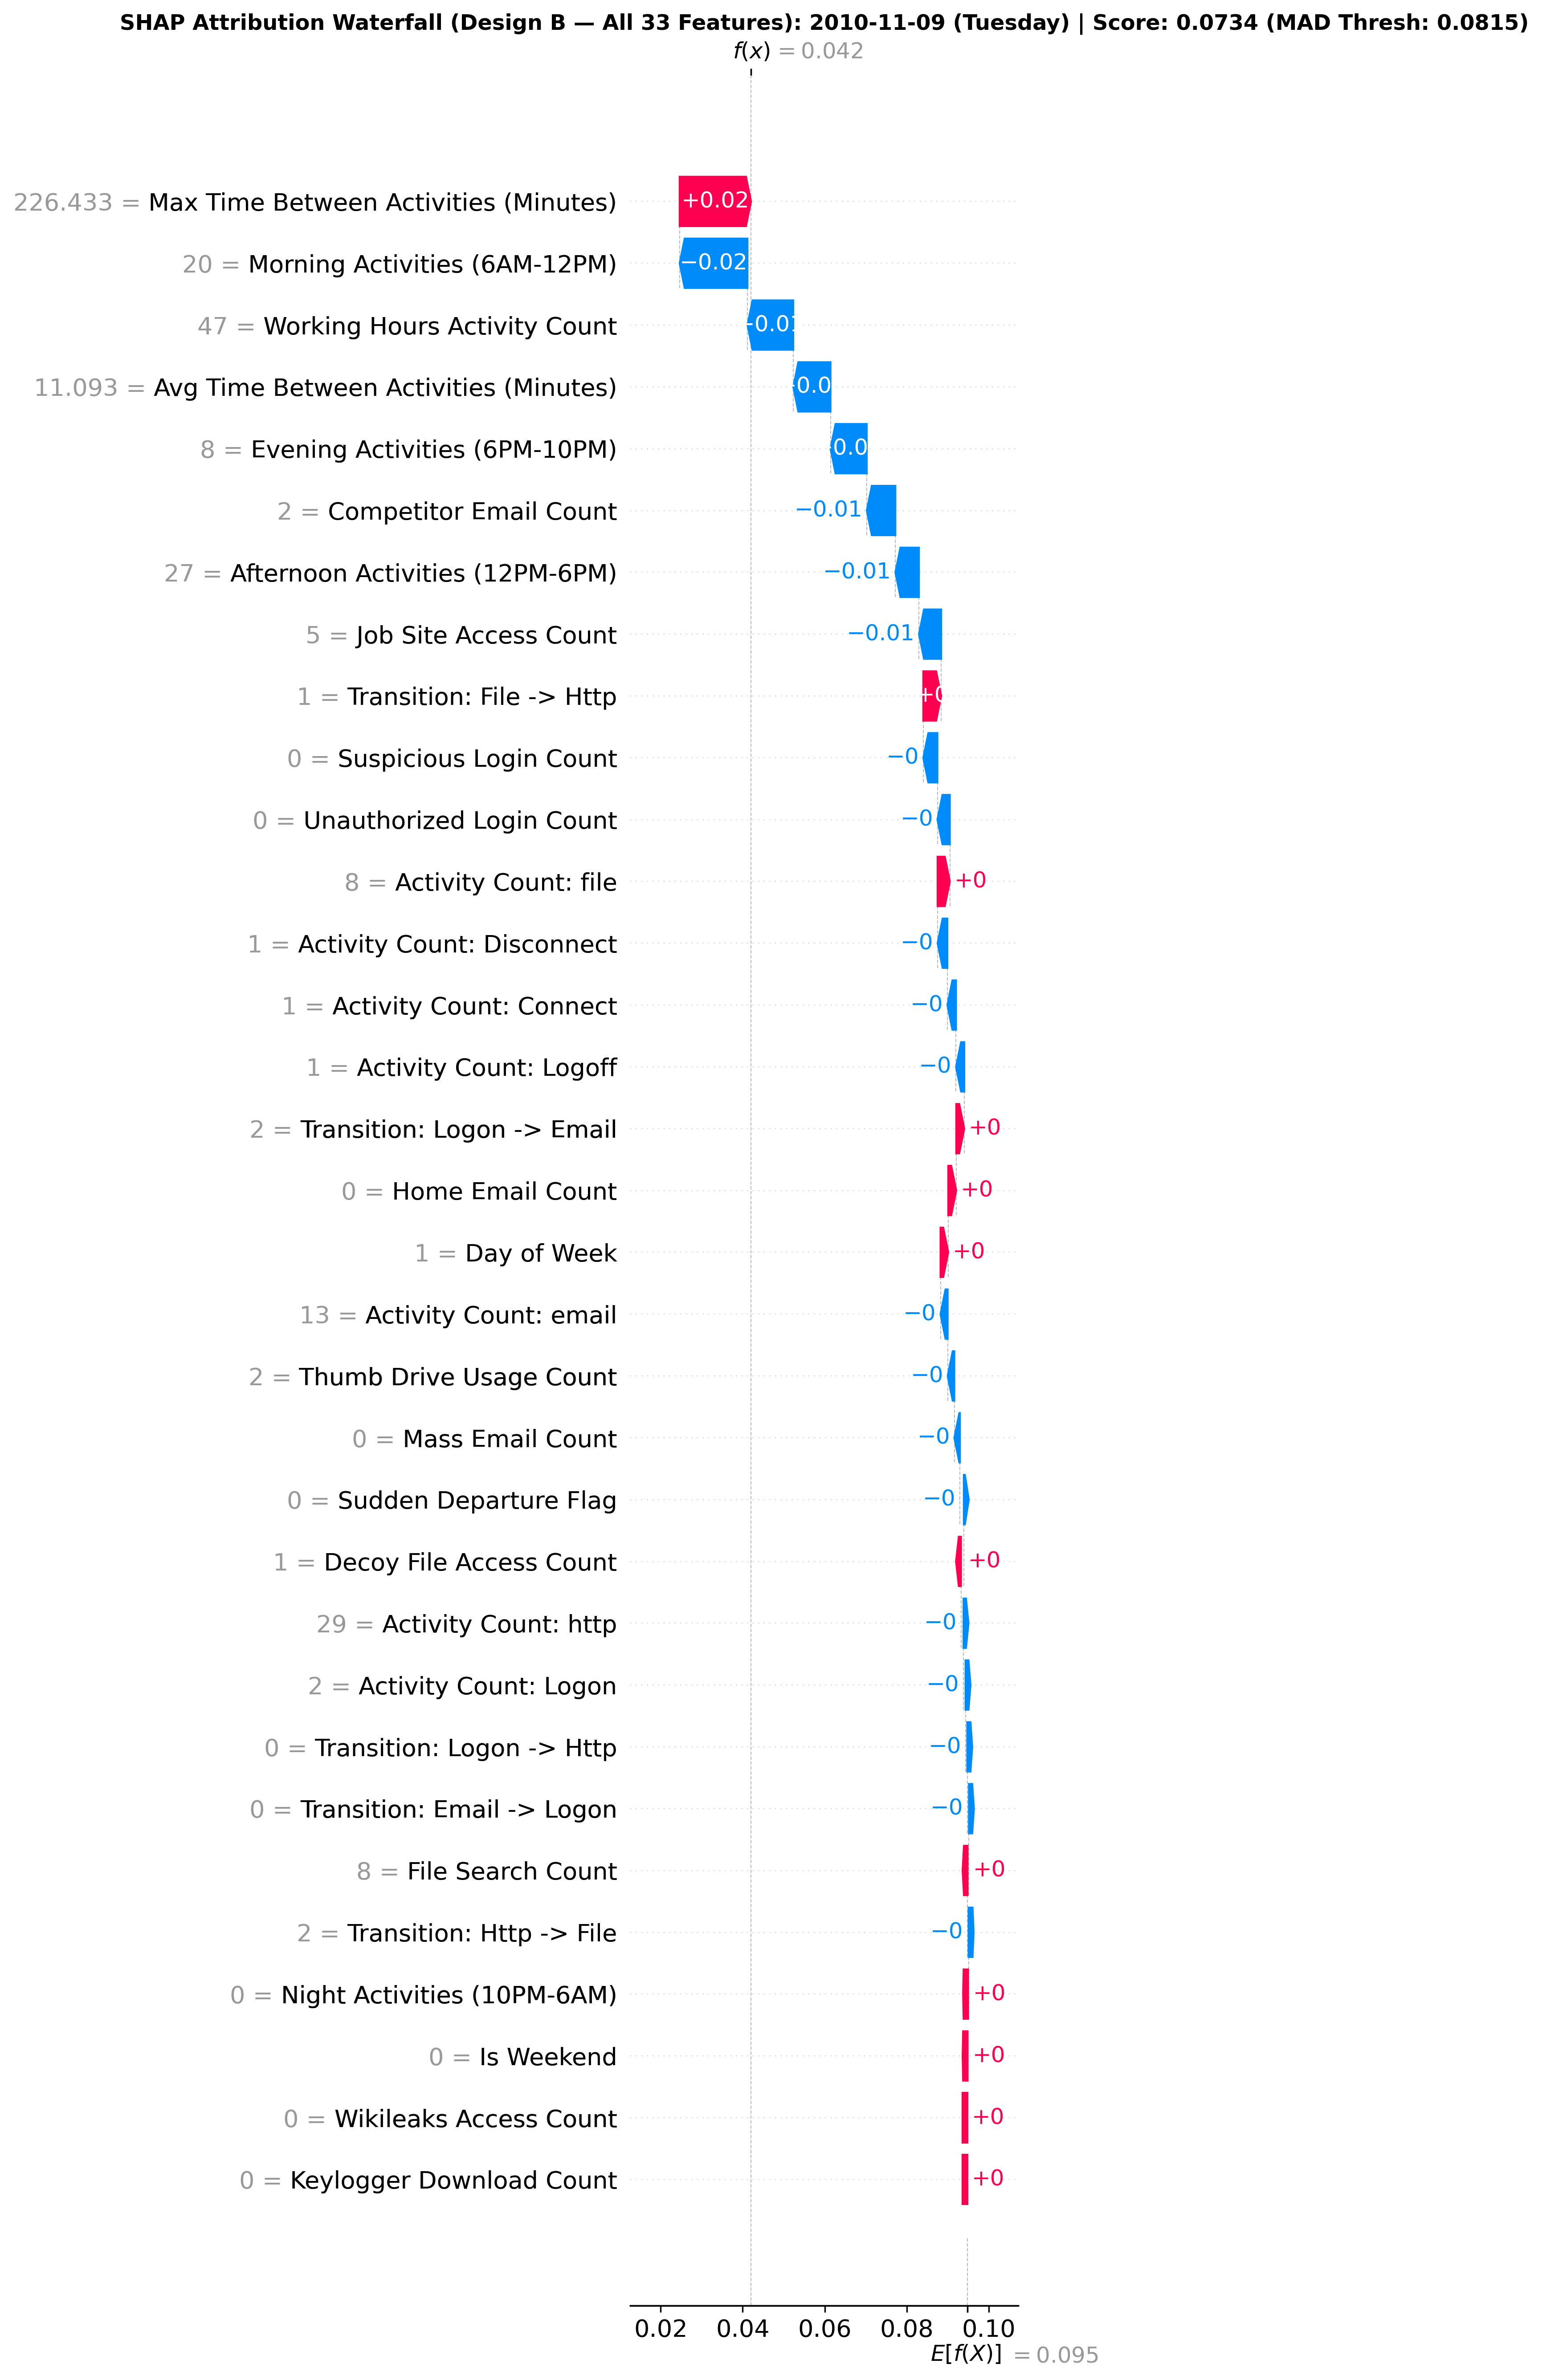 SHAP Attribution Waterfall (Design B — All 33 Features): 2010-11-09 (Tuesday) | Score: 0.0734 (MAD Thresh: 0.0815)
f(x) = 0.042
226.433 = Max Time Between Activities (Minutes) +0.02
20 = Morning Activities (6AM-12PM) −0.02
47 = Working Hours Activity Count −0.01
11.093 = Avg Time Between Activities (Minutes) 0.0
8 = Evening Activities (6PM-10PM) 0.0
2 = Competitor Email Count −0.01
27 = Afternoon Activities (12PM-6PM) −0.01
5 = Job Site Access Count −0.01
1 = Transition: File -> Http +0
0 = Suspicious Login Count −0
0 = Unauthorized Login Count −0
8 = Activity Count: file +0
1 = Activity Count: Disconnect −0
1 = Activity Count: Connect −0
1 = Activity Count: Logoff −0
2 = Transition: Logon -> Email +0
0 = Home Email Count +0
1 = Day of Week +0
13 = Activity Count: email −0
2 = Thumb Drive Usage Count −0
0 = Mass Email Count −0
0 = Sudden Departure Flag −0
1 = Decoy File Access Count +0
29 = Activity Count: http −0
2 = Activity Count: Logon −0
0 = Transition: Logon -> Http −0
0 = Transition: Email -> Logon −0
8 = File Search Count +0
2 = Transition: Http -> File −0
0 = Night Activities (10PM-6AM) +0
0 = Is Weekend +0
0 = Wikileaks Access Count +0
0 = Keylogger Download Count +0
0.02 0.04 0.06 0.08 0.10
E[f(X)] = 0.095